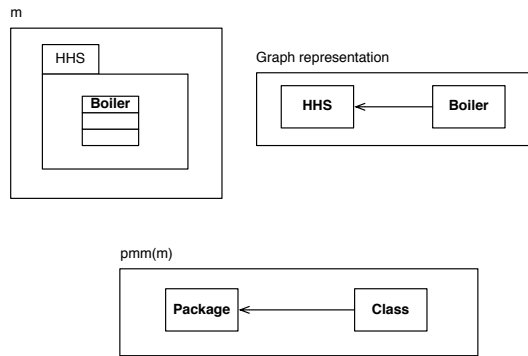 m
HHS
Boiler
Graph representation
HHS
Boiler
pmm(m)
Package
Class